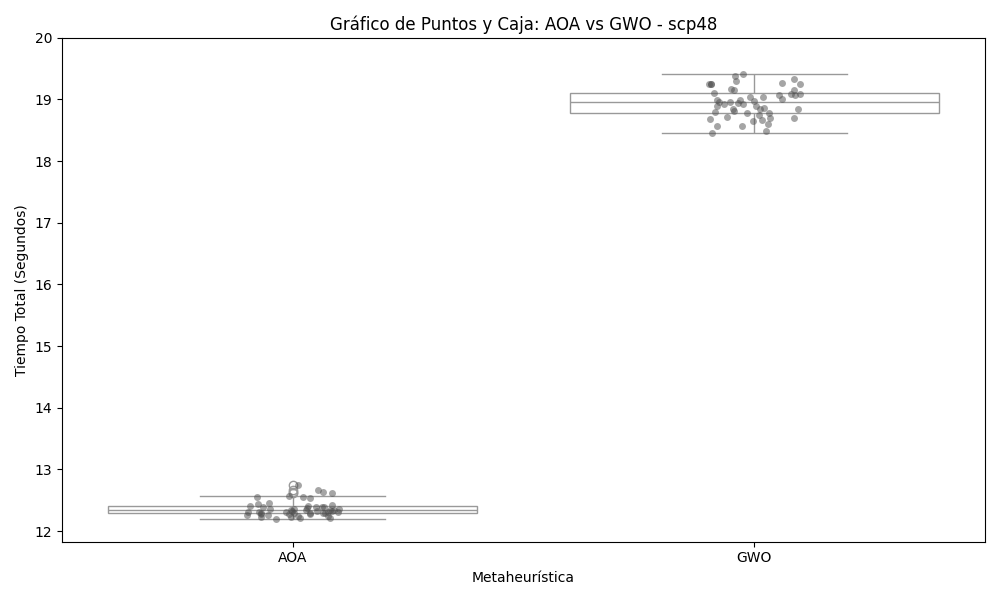 Gráfico de Puntos y Caja: AOA vs GWO - scp48
Tiempo Total (Segundos)
20
19
18
17
16
15
14
13
12
AOA
GWO
Metaheurística